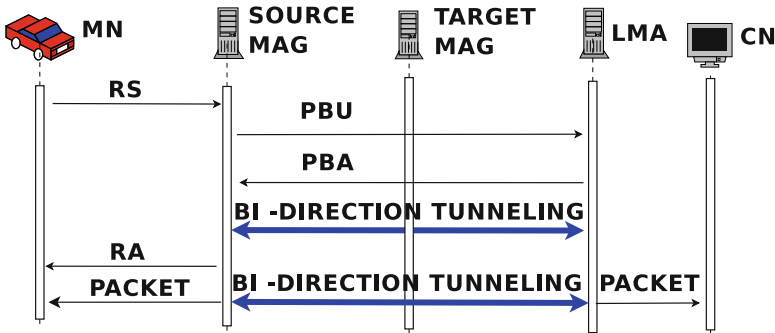 MN
SOURCE
MAG
TARGET
MAG
LMA
CN
RS
PBU
PBA
BI -DIRECTION TUNNELING
RA
PACKET
BI -DIRECTION TUNNELING
PACKET